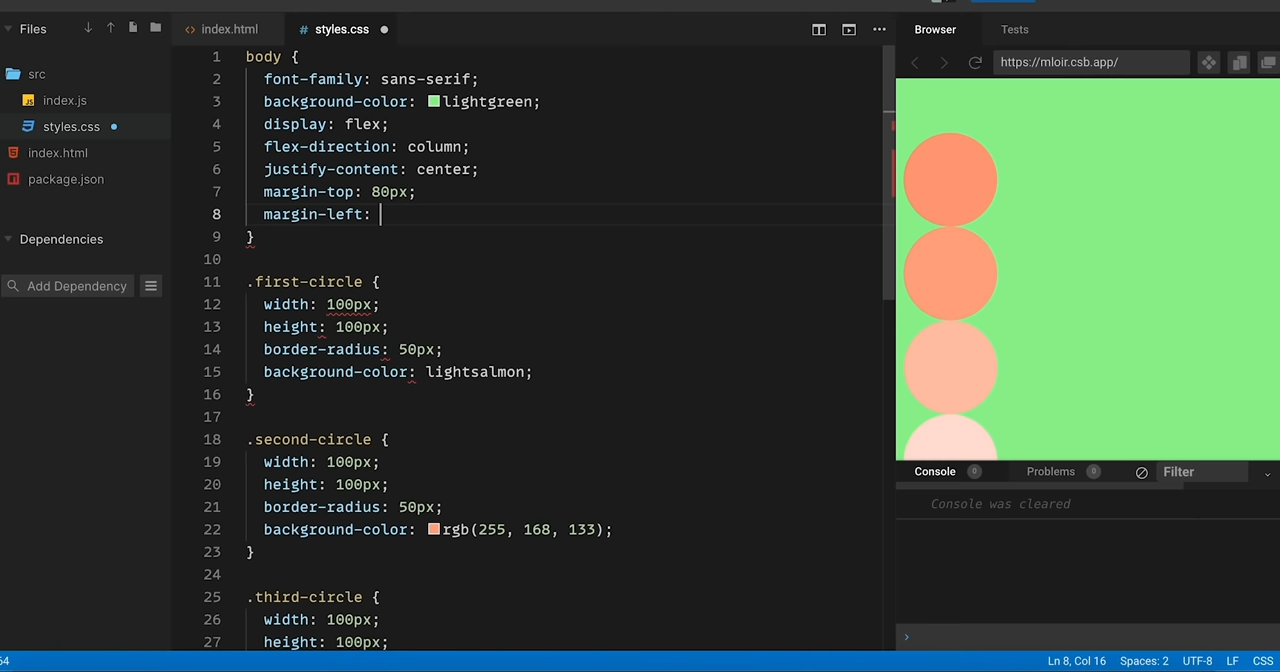 Files
src
index.js
styles.css
index.html
package.json
Dependencies
Add Dependency
64
<> index.html
# styles.css
1 body {
2 font-family: sans-serif;
3 background-color: lightgreen;
4 display: flex;
5 flex-direction: column;
6 justify-content: center;
7 margin-top: 80px;
8 margin-left:
9 }
10
11 .first-circle {
12 width: 100px;
13 height: 100px;
14 border-radius: 50px;
15 background-color: lightsalmon;
16 }
17
18 .second-circle {
19 width: 100px;
20 height: 100px;
21 border-radius: 50px;
22 background-color: rgb(255, 168, 133);
23 }
24
25 .third-circle {
26 width: 100px;
27 height: 100px;
Browser Tests
https://mloir.csb.app/
Console 0 Problems 0 Filter
Console was cleared
Ln 8, Col 16 Spaces: 2 UTF-8 LF CSS